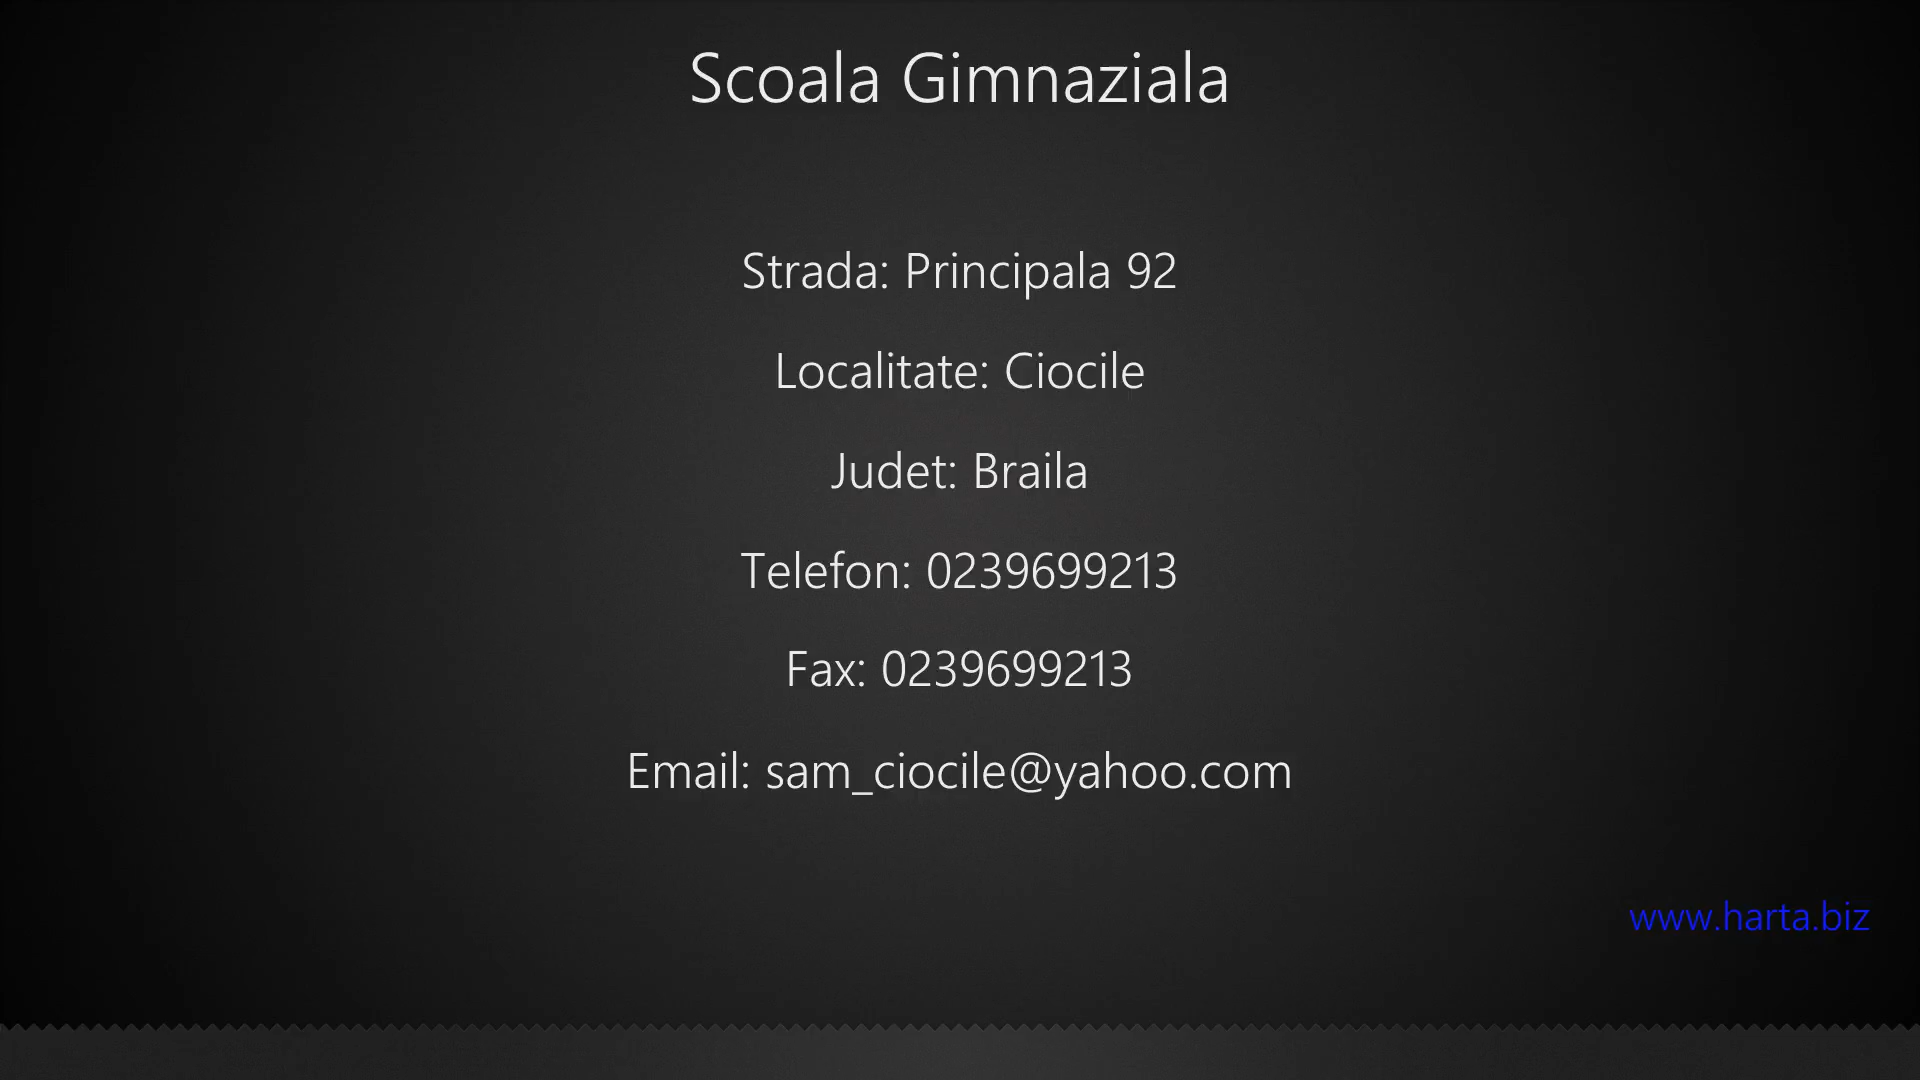 Scoala Gimnaziala
Strada: Principala 92
Localitate: Ciocile
Judet: Braila
Telefon: 0239699213
Fax: 0239699213
Email: sam_ciocile@yahoo.com
www.harta.biz